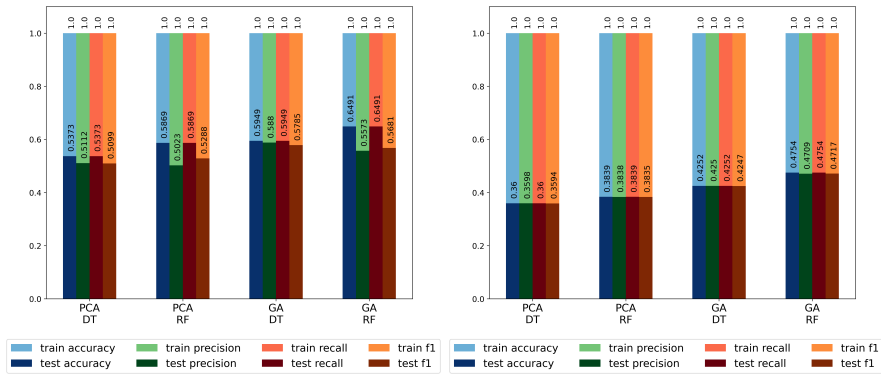 1.0 1.0 1.0 1.0 1.0 1.0 1.0 1.0 1.0 1.0 1.0 1.0 1.0 1.0 1.0 1.0
0.5373 0.5112 0.5373 0.5099 0.5869 0.5023 0.5869 0.5288 0.5949 0.588 0.5949 0.5785 0.6491 0.5573 0.6491 0.5681
1.0
0.8
0.6
0.4
0.2
0.0
PCA PCA GA GA
DT RF DT RF
train accuracy train precision train recall train f1
test accuracy test precision test recall test f1
1.0 1.0 1.0 1.0 1.0 1.0 1.0 1.0 1.0 1.0 1.0 1.0 1.0 1.0 1.0 1.0
0.36 0.3598 0.36 0.3594 0.3839 0.3838 0.3839 0.3835 0.4252 0.425 0.4252 0.4247 0.4754 0.4709 0.4754 0.4717
1.0
0.8
0.6
0.4
0.2
0.0
PCA PCA GA GA
DT RF DT RF
train accuracy train precision train recall train f1
test accuracy test precision test recall test f1